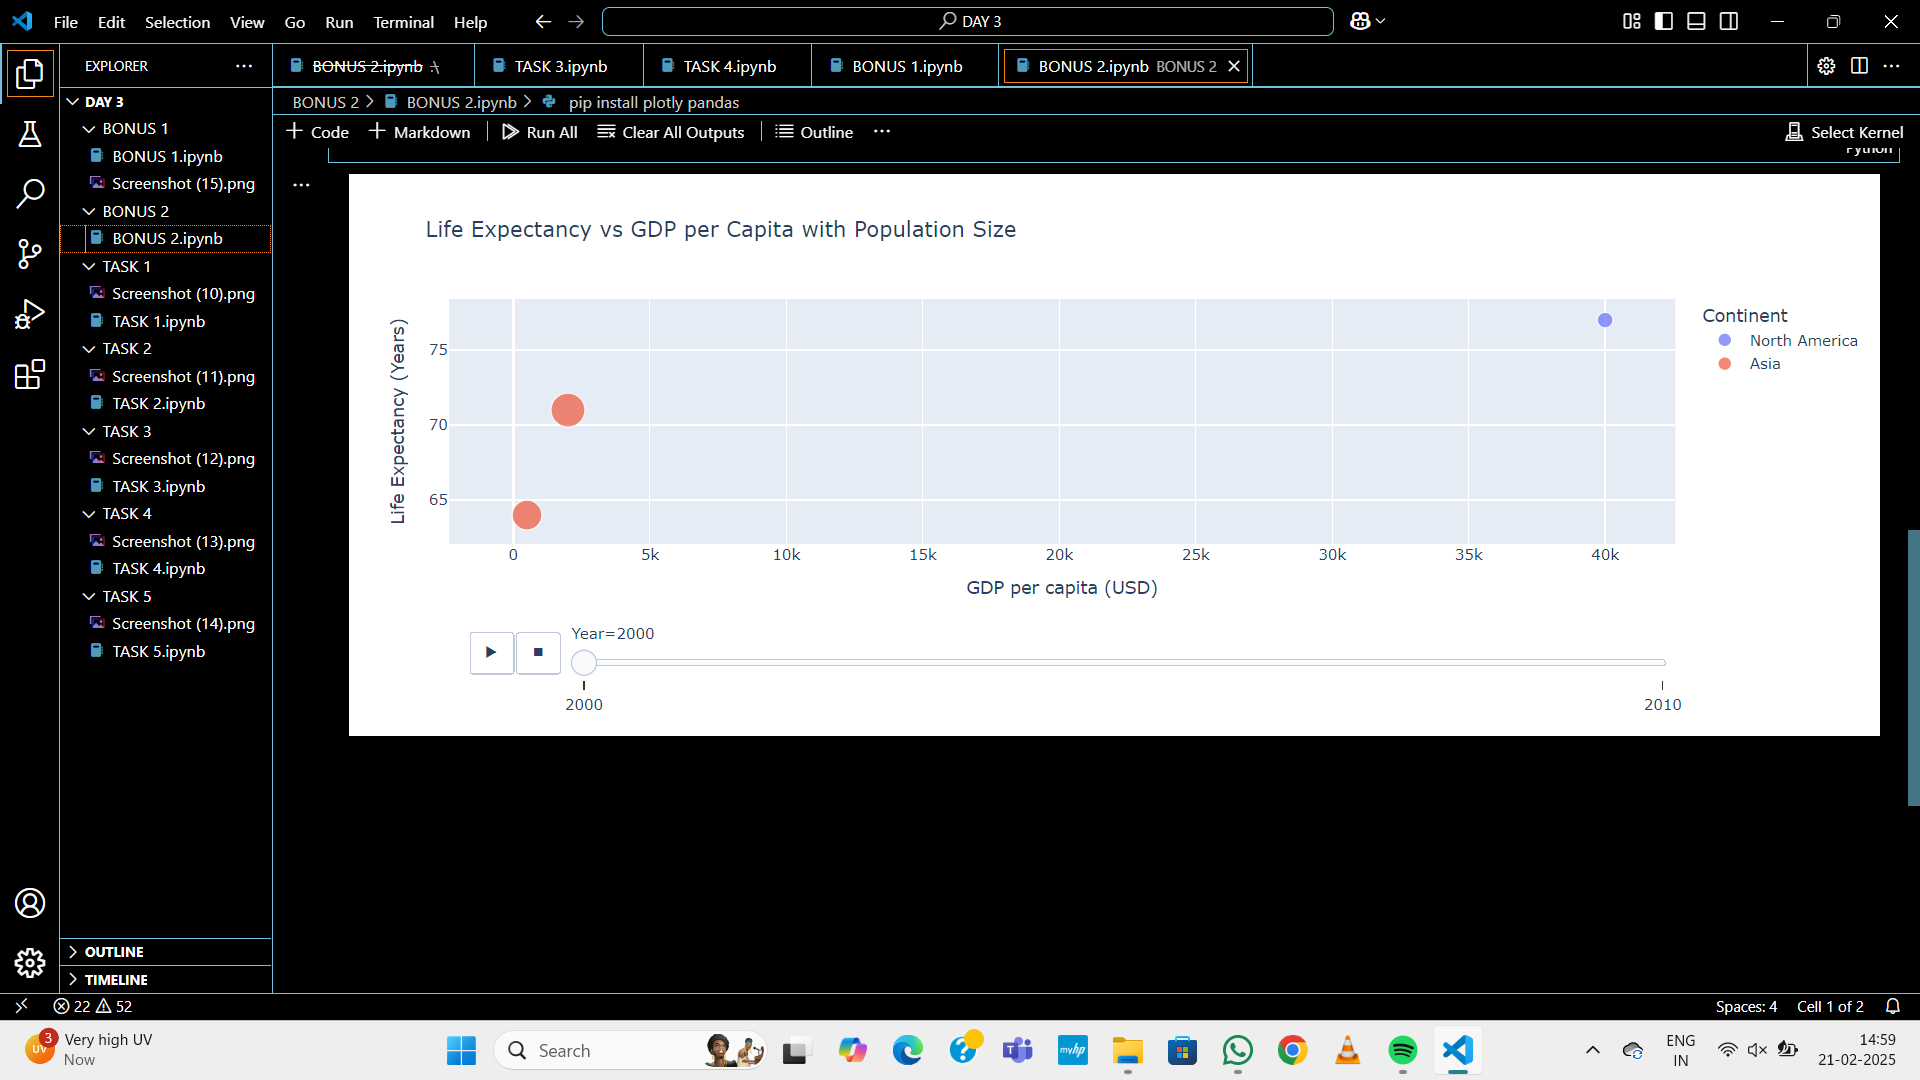 File Edit Selection View Go Run Terminal Help
DAY 3
EXPLORER
BONUS 2.ipynb
TASK 3.ipynb
TASK 4.ipynb
BONUS 1.ipynb
BONUS 2.ipynb BONUS 2
DAY 3
BONUS 1
BONUS 1.ipynb
Screenshot (15).png
BONUS 2
BONUS 2.ipynb
TASK 1
Screenshot (10).png
TASK 1.ipynb
TASK 2
Screenshot (11).png
TASK 2.ipynb
TASK 3
Screenshot (12).png
TASK 3.ipynb
TASK 4
Screenshot (13).png
TASK 4.ipynb
TASK 5
Screenshot (14).png
TASK 5.ipynb
OUTLINE
TIMELINE
BONUS 2 > BONUS 2.ipynb > pip install plotly pandas
+ Code + Markdown Run All Clear All Outputs Outline ...
Select Kernel
Python
Life Expectancy vs GDP per Capita with Population Size
Life Expectancy (Years)
75
70
65
0 5k 10k 15k 20k 25k 30k 35k 40k
GDP per capita (USD)
Continent
North America
Asia
Year=2000
2000 2010
22 52
Spaces: 4 Cell 1 of 2
3
UV
Very high UV
Now
Search
myhp
ENG
IN
14:59
21-02-2025